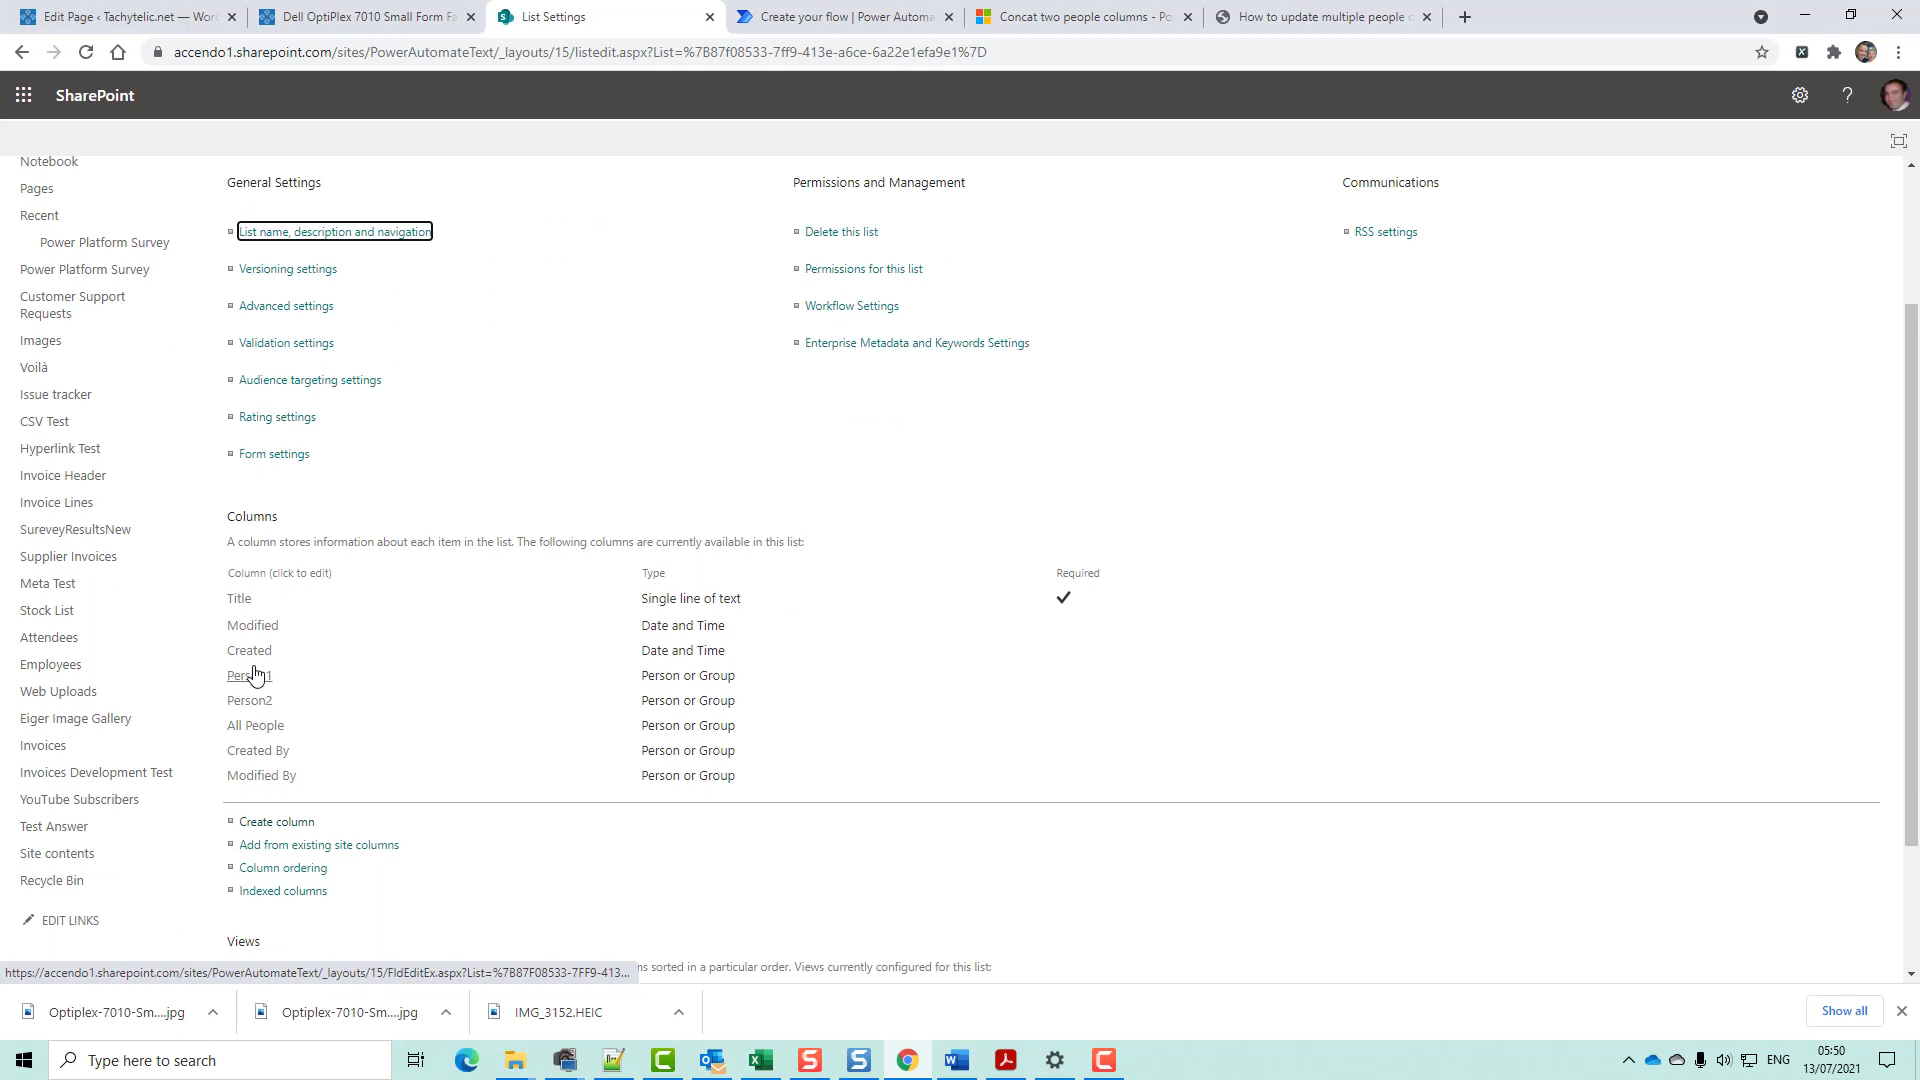 Edit Page ‹ Tachytelic.net — Wor
Dell OptiPlex 7010 Small Form Fa
List Settings
Create your flow | Power Automa
Concat two people columns - Po
How to update multiple people c
accendo1.sharepoint.com/sites/PowerAutomateText/_layouts/15/listedit.aspx?List=%7B87f08533-7ff9-413e-a6ce-6a22e1efa9e1%7D
SharePoint
Notebook
Pages
Recent
Power Platform Survey
Power Platform Survey
Customer Support
Requests
Images
Voilà
Issue tracker
CSV Test
Hyperlink Test
Invoice Header
Invoice Lines
SureveyResultsNew
Supplier Invoices
Meta Test
Stock List
Attendees
Employees
Web Uploads
Eiger Image Gallery
Invoices
Invoices Development Test
YouTube Subscribers
Test Answer
Site contents
Recycle Bin
EDIT LINKS
General Settings
List name, description and navigation
Versioning settings
Advanced settings
Validation settings
Audience targeting settings
Rating settings
Form settings
Permissions and Management
Delete this list
Permissions for this list
Workflow Settings
Enterprise Metadata and Keywords Settings
Communications
RSS settings
Columns
A column stores information about each item in the list. The following columns are currently available in this list:
Column (click to edit) Type Required
Title Single line of text
Modified Date and Time
Created Date and Time
Person1 Person or Group
Person2 Person or Group
All People Person or Group
Created By Person or Group
Modified By Person or Group
Create column
Add from existing site columns
Column ordering
Indexed columns
Views
ns sorted in a particular order. Views currently configured for this list:
https://accendo1.sharepoint.com/sites/PowerAutomateText/_layouts/15/FldEditEx.aspx?List=%7B87F08533-7FF9-413...
Optiplex-7010-Sm....jpg
Optiplex-7010-Sm....jpg
IMG_3152.HEIC
Show all
Type here to search
ENG
05:50
13/07/2021